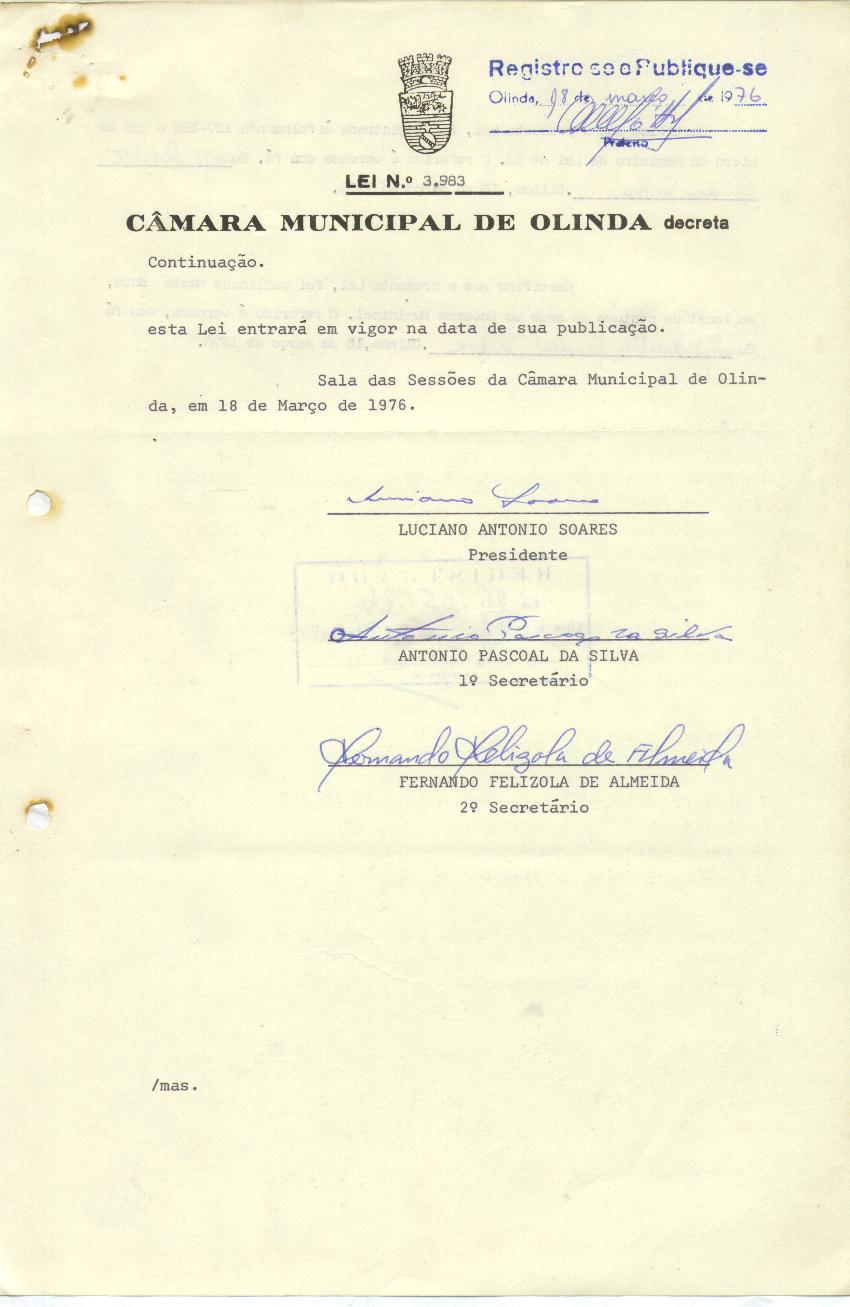 Registre-se e Publique-se
Olinda, 18 de março de 1976
Prefeito
LEI N.º 3.983
CÂMARA MUNICIPAL DE OLINDA decreta
Continuação.
esta Lei entrará em vigor na data de sua publicação.
Sala das Sessões da Câmara Municipal de Olin-
da, em 18 de Março de 1976.
Luciano Soares
LUCIANO ANTONIO SOARES
Presidente
Antonio Pascoal da Silva
ANTONIO PASCOAL DA SILVA
1º Secretário
Fernando Felizola de Almeida
FERNANDO FELIZOLA DE ALMEIDA
2º Secretário
/mas.